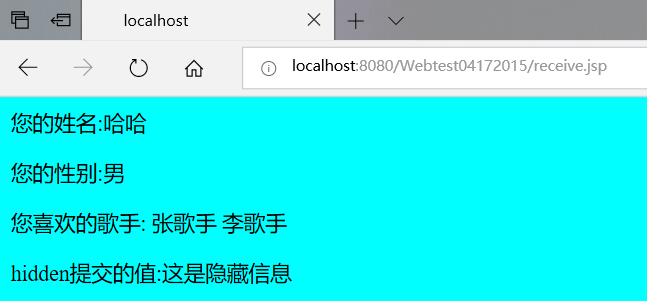 localhost
localhost:8080/Webtest04172015/receive.jsp
您的姓名:哈哈
您的性别:男
您喜欢的歌手: 张歌手 李歌手
hidden提交的值:这是隐藏信息